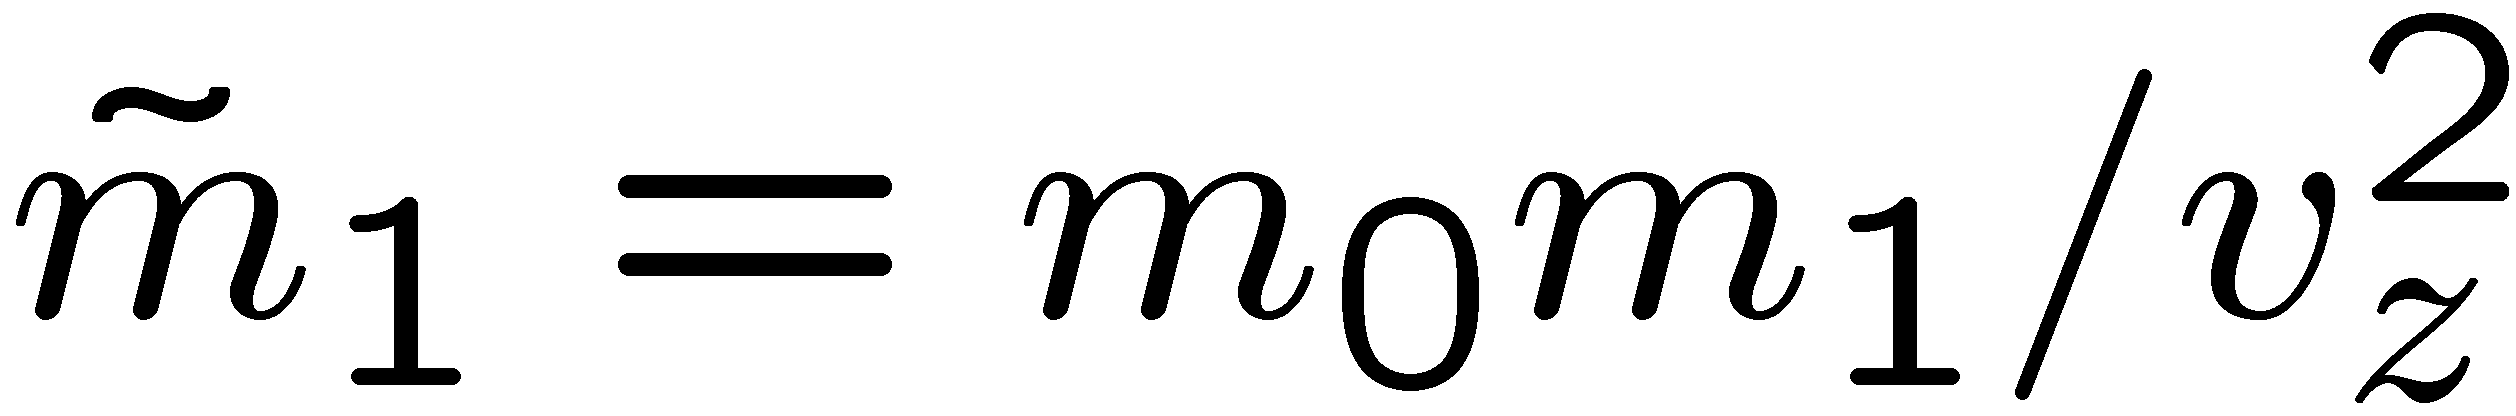 m̃₁ = m₀m₁/v_z²